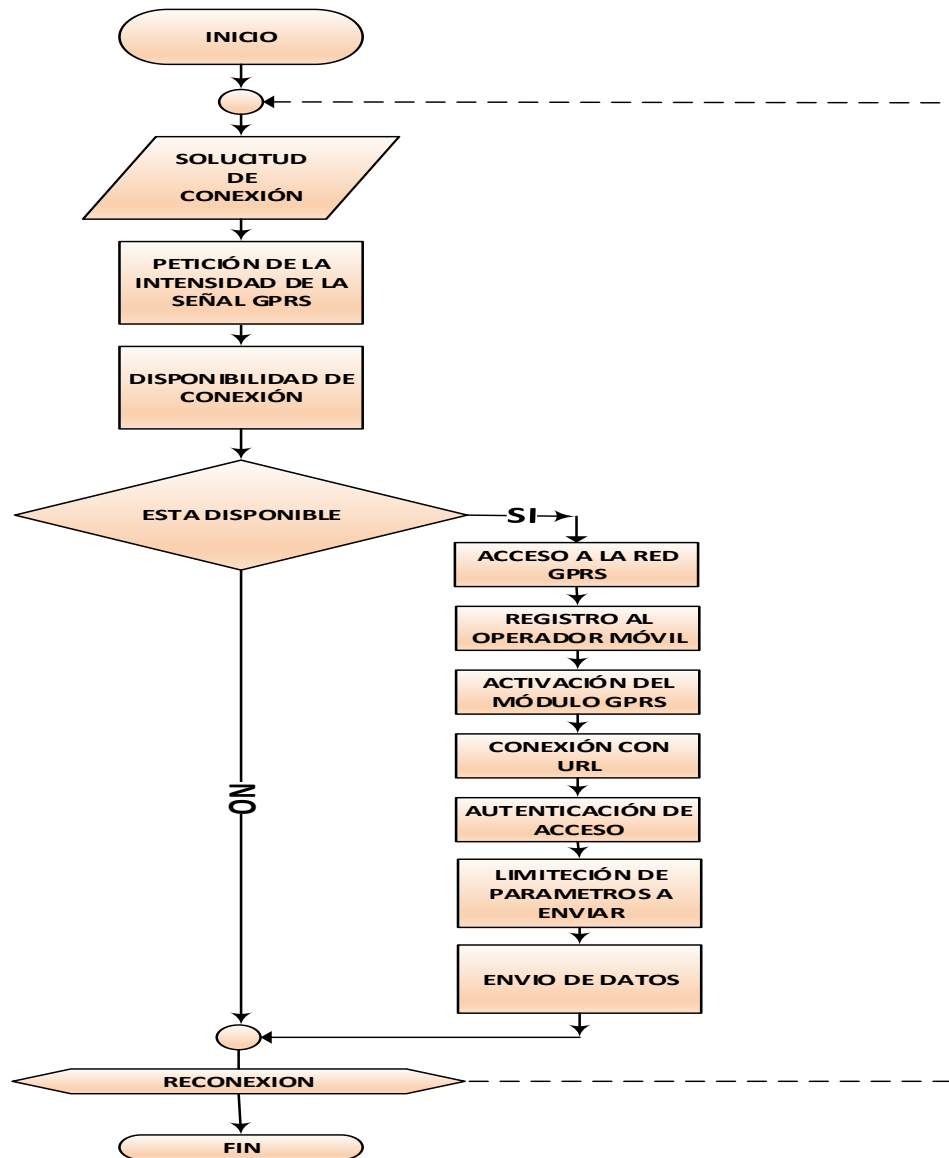 INICIO
SOLUCITUD
DE
CONEXIÓN
PETICIÓN DE LA
INTENSIDAD DE LA
SEÑAL GPRS
DISPONIBILIDAD DE
CONEXIÓN
ESTA DISPONIBLE
SI
ACCESO A LA RED
GPRS
REGISTRO AL
OPERADOR MÓVIL
ACTIVACIÓN DEL
MÓDULO GPRS
CONEXIÓN CON
URL
AUTENTICACIÓN DE
ACCESO
LIMITECIÓN DE
PARAMETROS A
ENVIAR
ENVIO DE DATOS
NO
RECONEXION
FIN